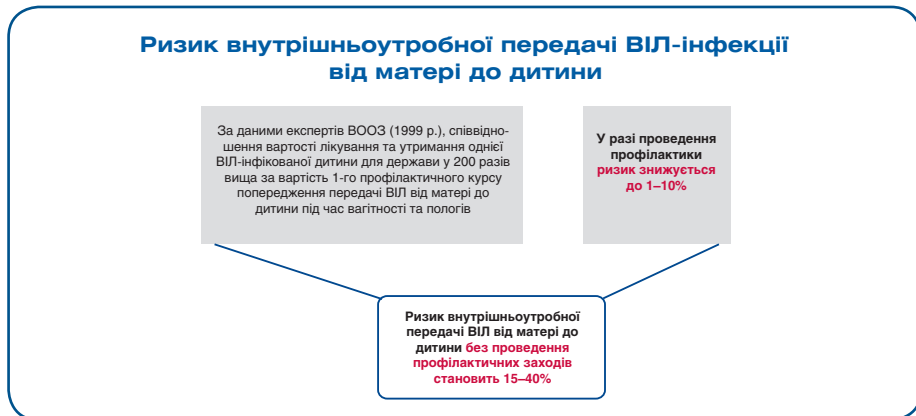 Ризик внутрішньоутробної передачі ВІЛ-інфекції
від матері до дитини
За даними експертів ВООЗ (1999 р.), співвідно-
шення вартості лікування та утримання однієї
ВІЛ-інфікованої дитини для держави у 200 разів
вища за вартість 1-го профілактичного курсу
попередження передачі ВІЛ від матері до
дитини під час вагітності та пологів
У разі проведення
профілактики
ризик знижується
до 1–10%
Ризик внутрішньоутробної
передачі ВІЛ від матері до
дитини без проведення
профілактичних заходів
становить 15–40%